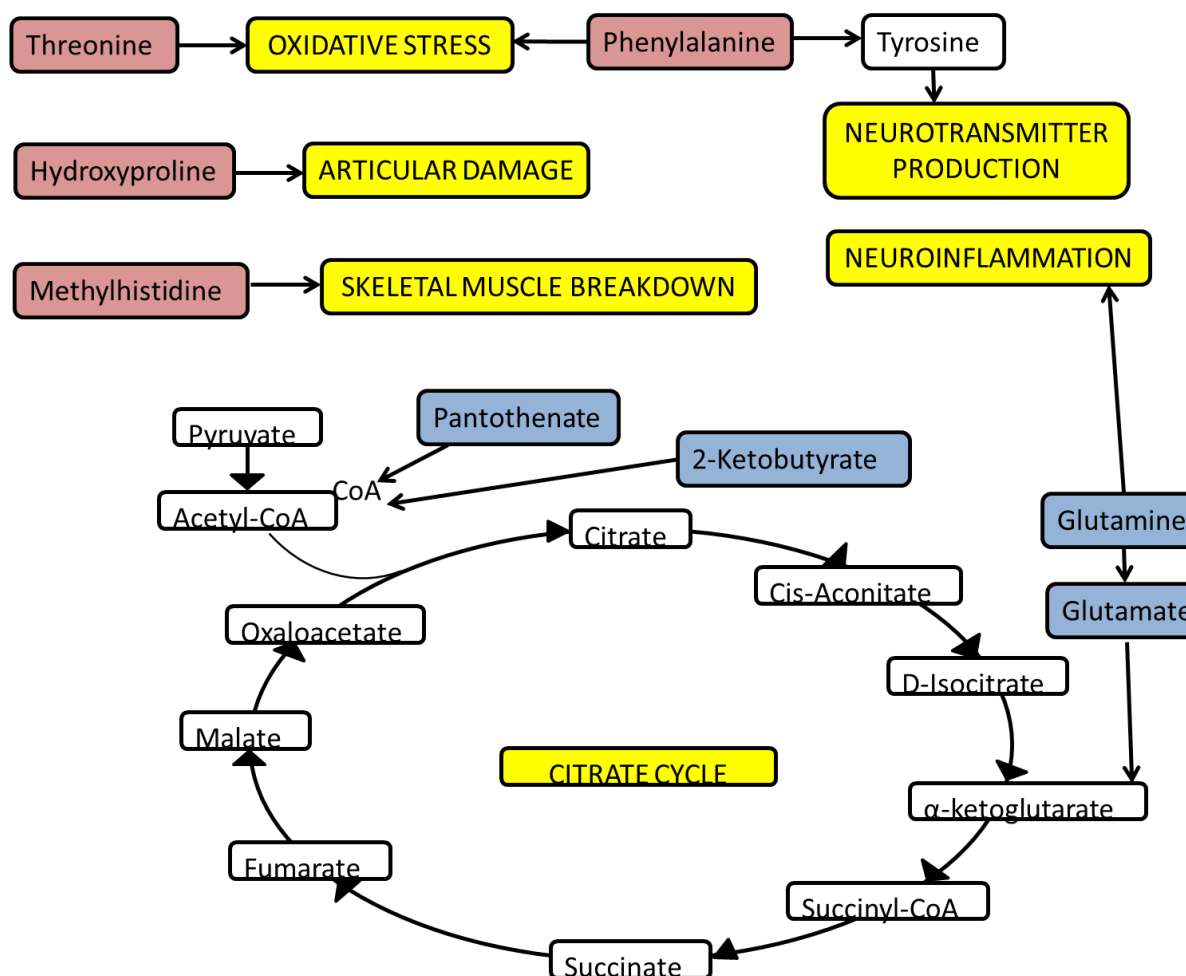 Threonine
OXIDATIVE STRESS
Phenylalanine
Tyrosine
NEUROTRANSMITTER
PRODUCTION
Hydroxyproline
ARTICULAR DAMAGE
NEUROINFLAMMATION
Methylhistidine
SKELETAL MUSCLE BREAKDOWN
Pantothenate
Pyruvate
2-Ketobutyrate
CoA
Acetyl-CoA
Glutamine
Citrate
Cis-Aconitate
Glutamate
Oxaloacetate
D-Isocitrate
Malate
CITRATE CYCLE
α-ketoglutarate
Fumarate
Succinyl-CoA
Succinate